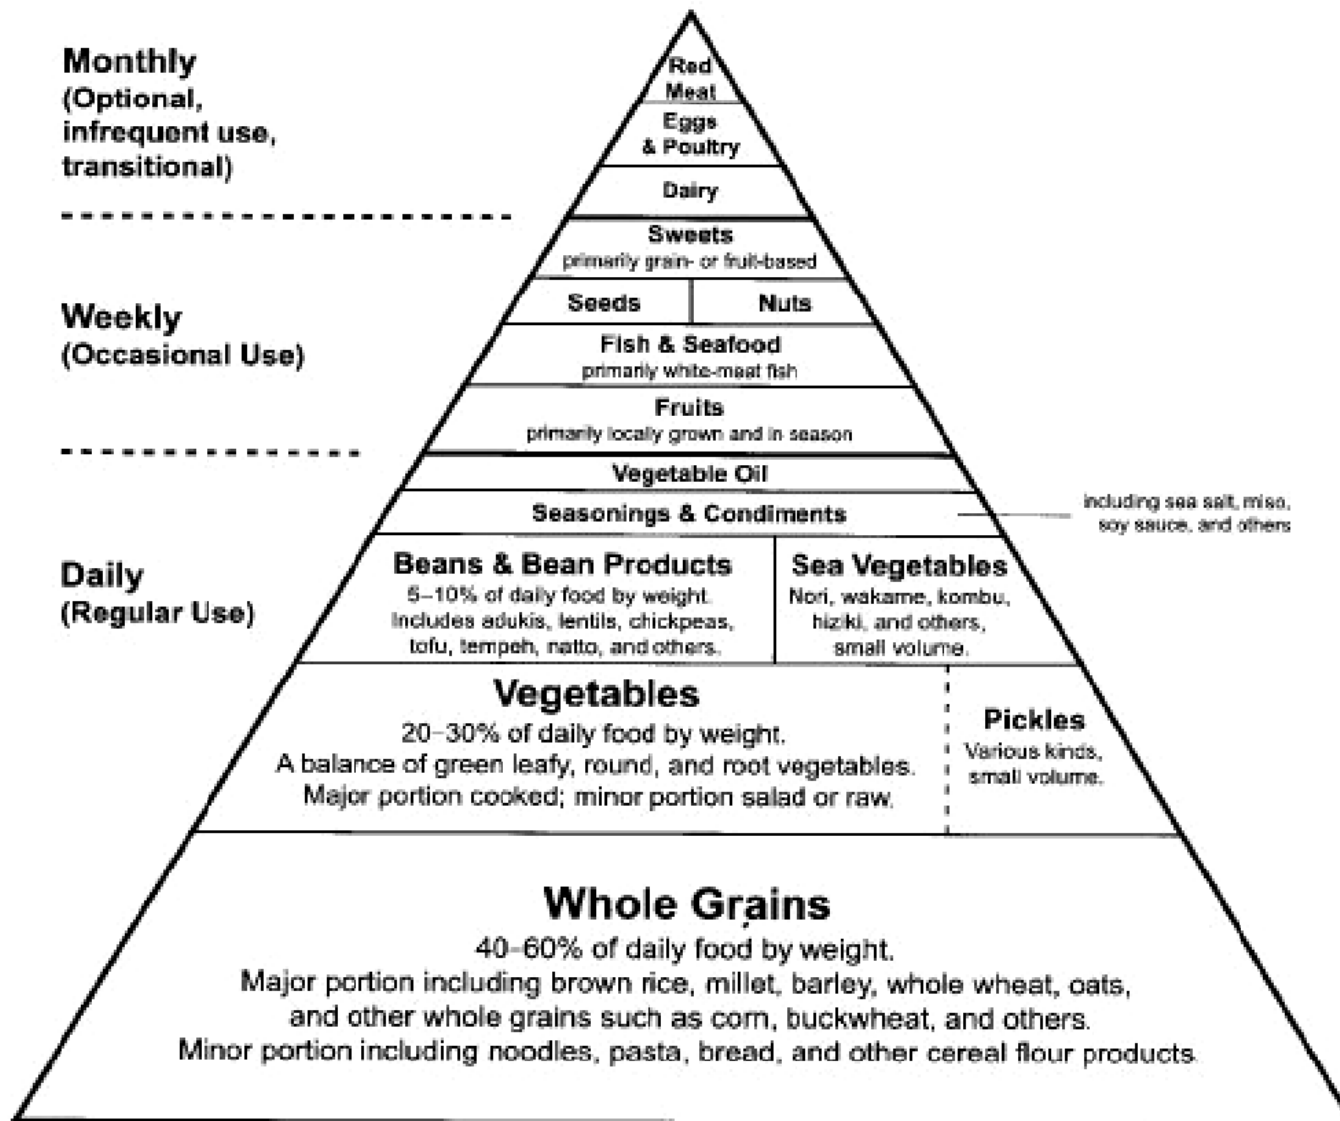 Monthly
(Optional,
infrequent use,
transitional)
Red
Meat
Eggs
& Poultry
Dairy
Weekly
(Occasional Use)
Sweets
primarily grain- or fruit-based
Seeds
Nuts
Fish & Seafood
primarily white-meat fish
Fruits
primarily locally grown and in season
Daily
(Regular Use)
Vegetable Oil
Seasonings & Condiments
including sea salt, miso,
soy sauce, and others
Beans & Bean Products
5–10% of daily food by weight.
Includes adukis, lentils, chickpeas,
tofu, tempeh, natto, and others.
Sea Vegetables
Nori, wakame, kombu,
hiziki, and others,
small volume.
Vegetables
20–30% of daily food by weight.
A balance of green leafy, round, and root vegetables.
Major portion cooked; minor portion salad or raw.
Pickles
Various kinds,
small volume.
Whole Grains
40–60% of daily food by weight.
Major portion including brown rice, millet, barley, whole wheat, oats,
and other whole grains such as corn, buckwheat, and others.
Minor portion including noodles, pasta, bread, and other cereal flour products